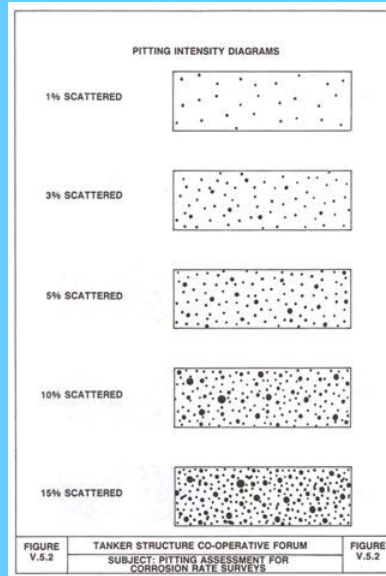 PITTING INTENSITY DIAGRAMS
1% SCATTERED
3% SCATTERED
5% SCATTERED
10% SCATTERED
15% SCATTERED
FIGURE
V.5.2
TANKER STRUCTURE CO-OPERATIVE FORUM
SUBJECT: PITTING ASSESSMENT FOR
CORROSION RATE SURVEYS
FIGURE
V.5.2